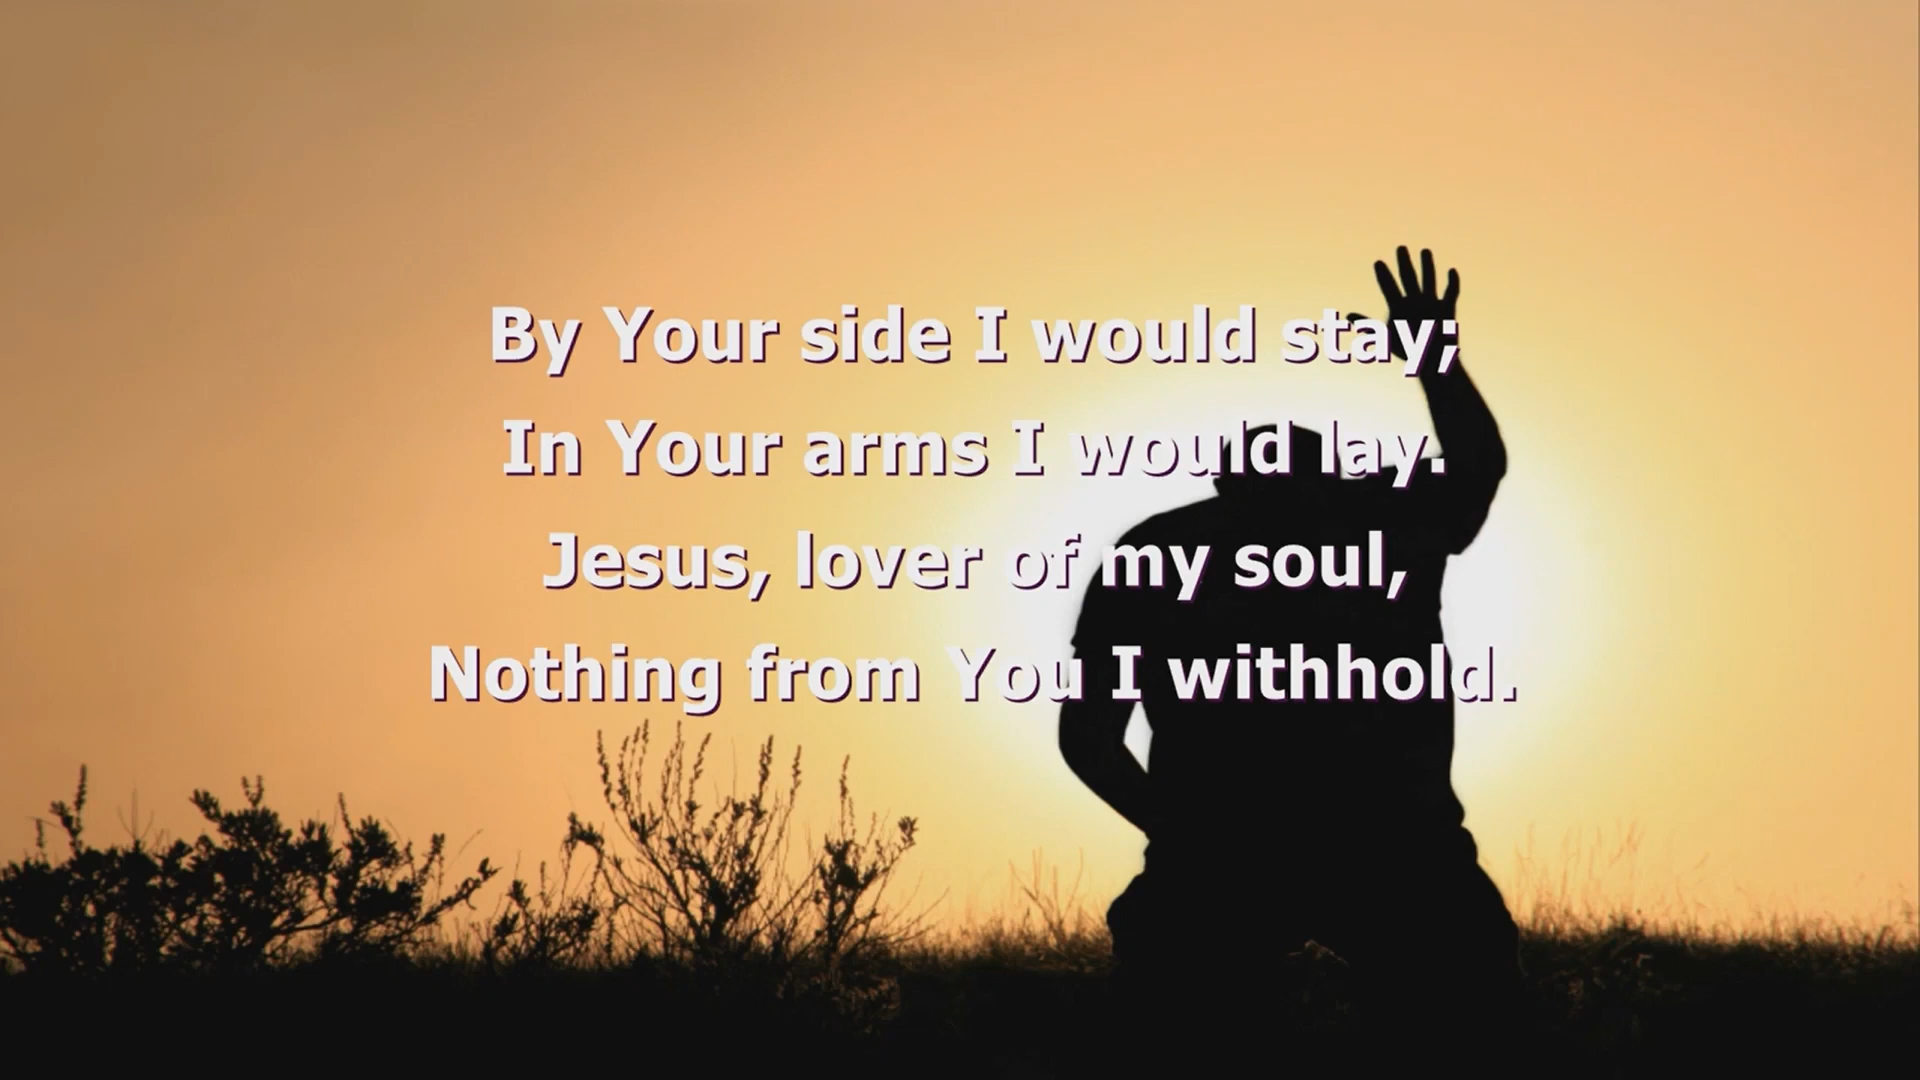 By Your side I would stay;
In Your arms I would lay.
Jesus, lover of my soul,
Nothing from You I withhold.